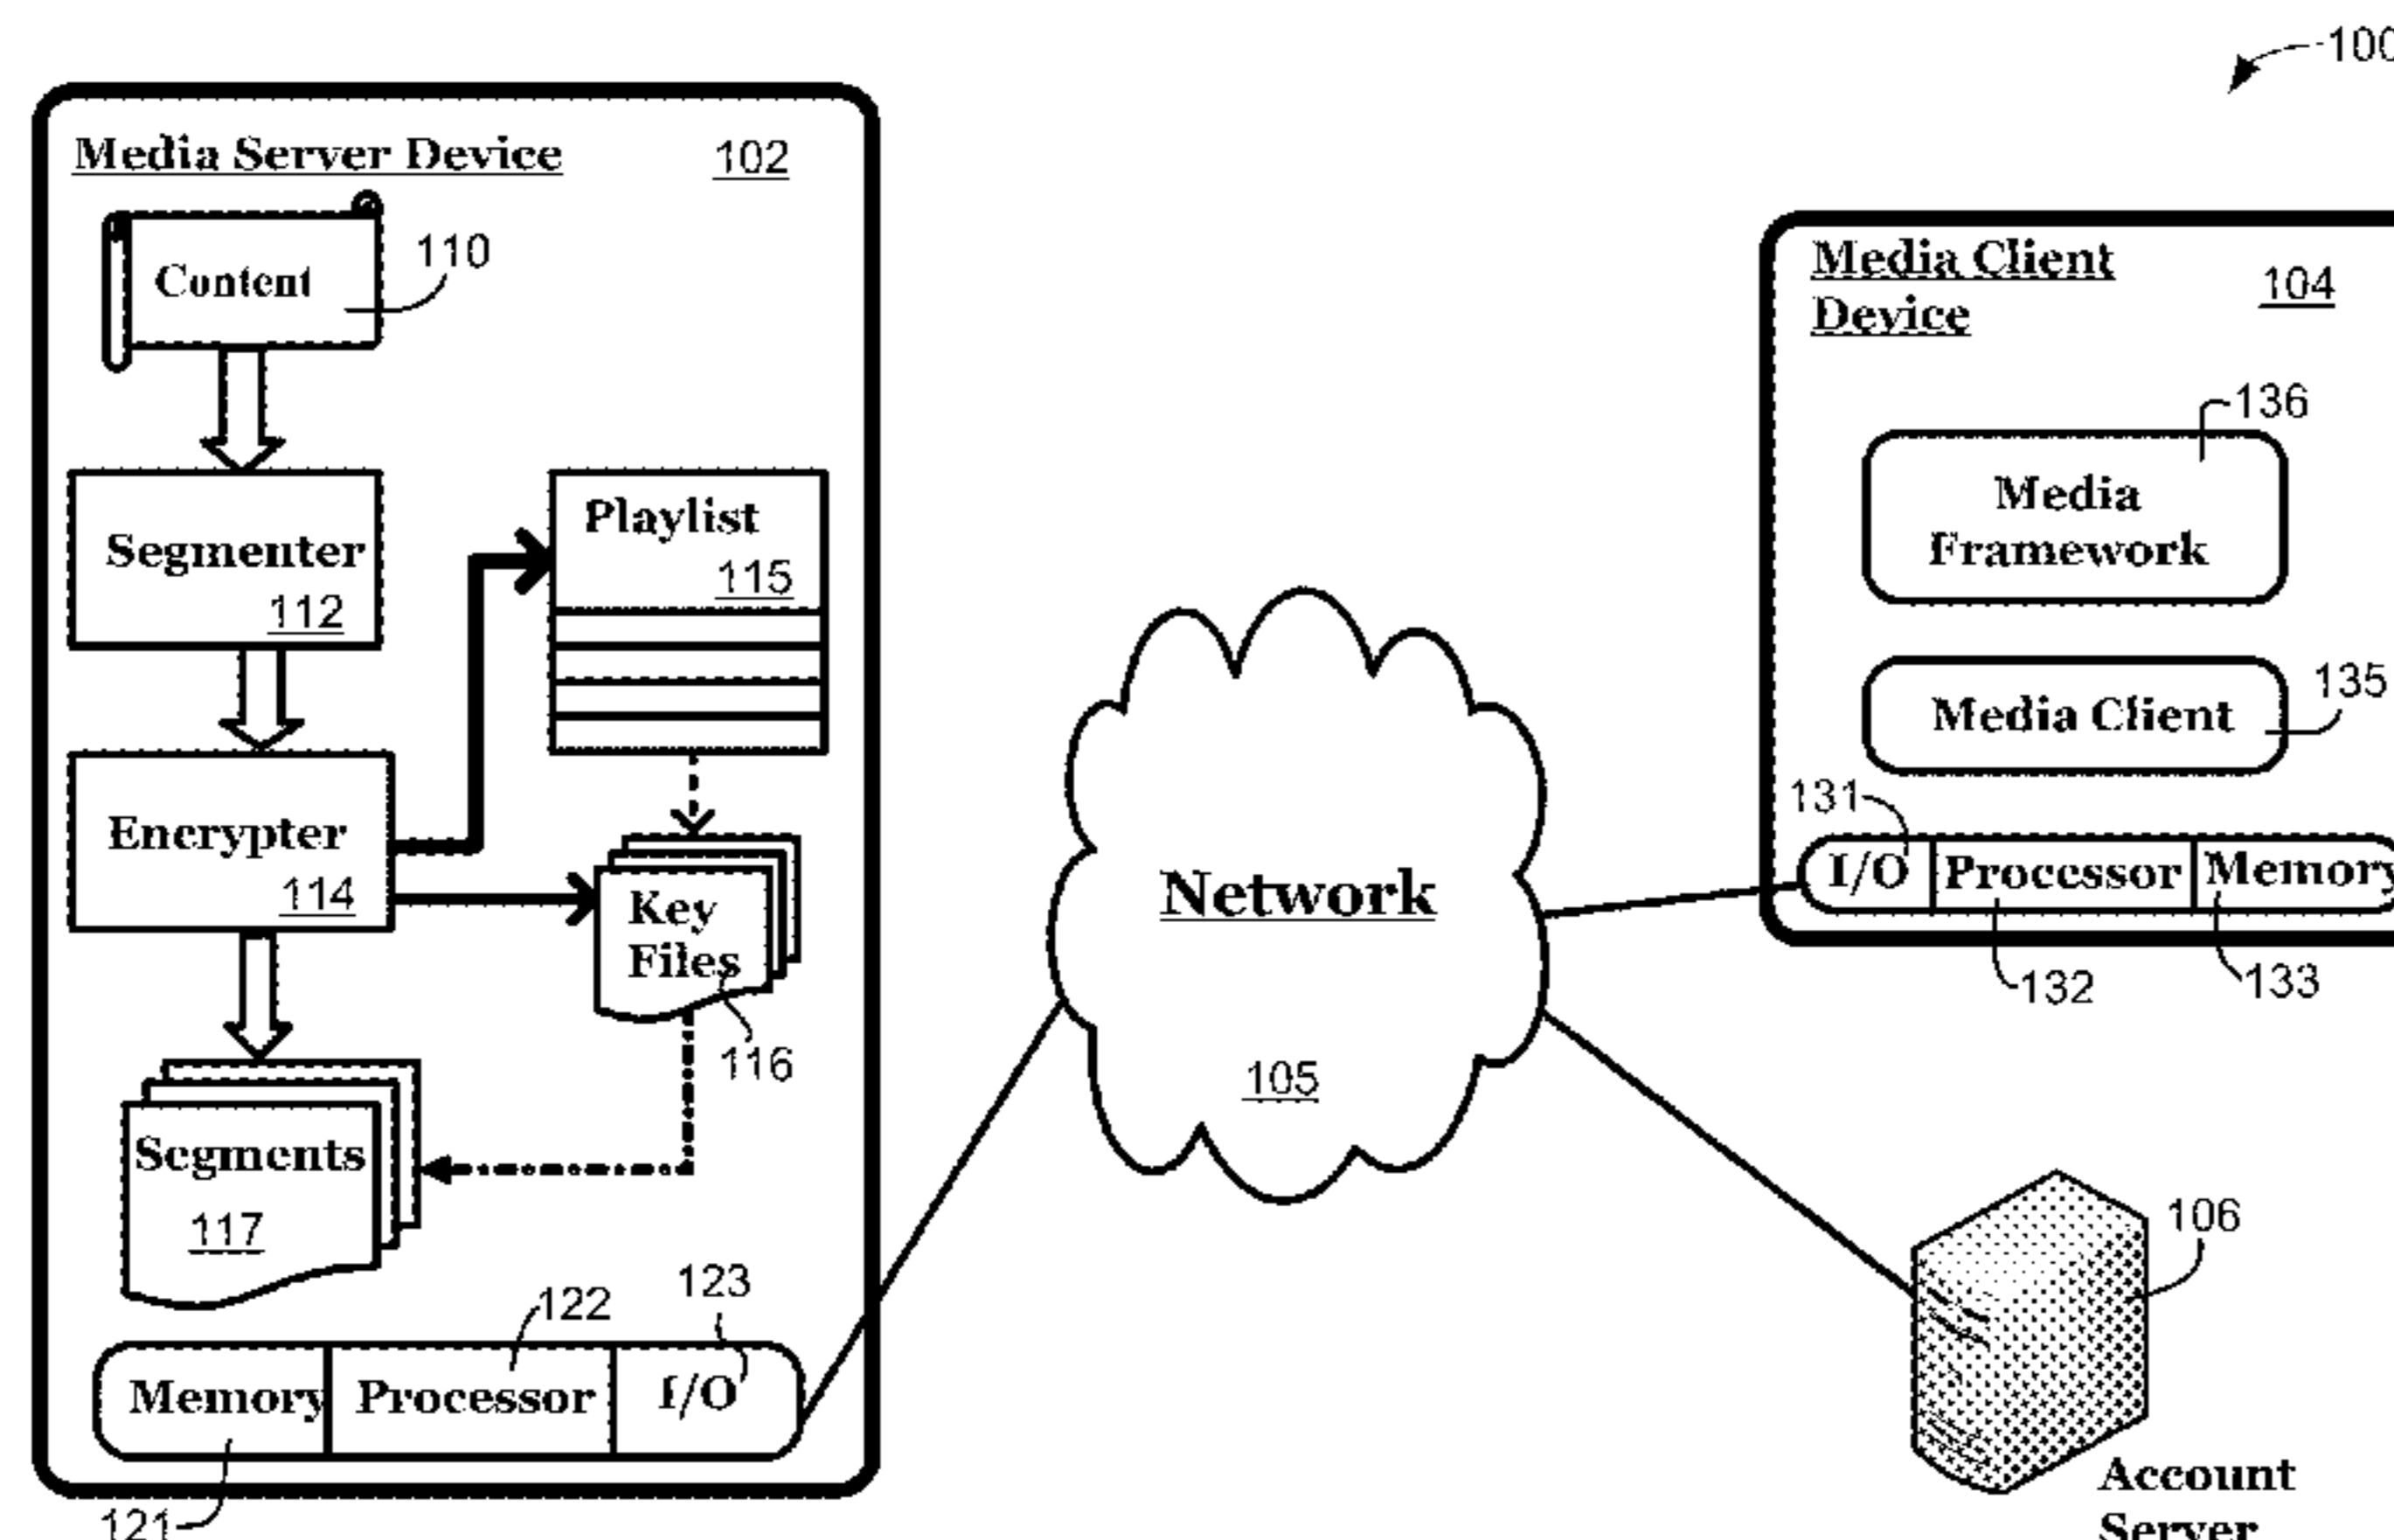 100
Media Server Device
102
Content
110
Segmenter
112
Playlist
115
Encrypter
114
Key
Files
116
Segments
117
Memory
Processor
I/O
121
122
123
Network
105
Media Client
Device
104
136
Media
Framework
135
Media Client
131
I/O
Processor
Memory
132
133
106
Account
Server